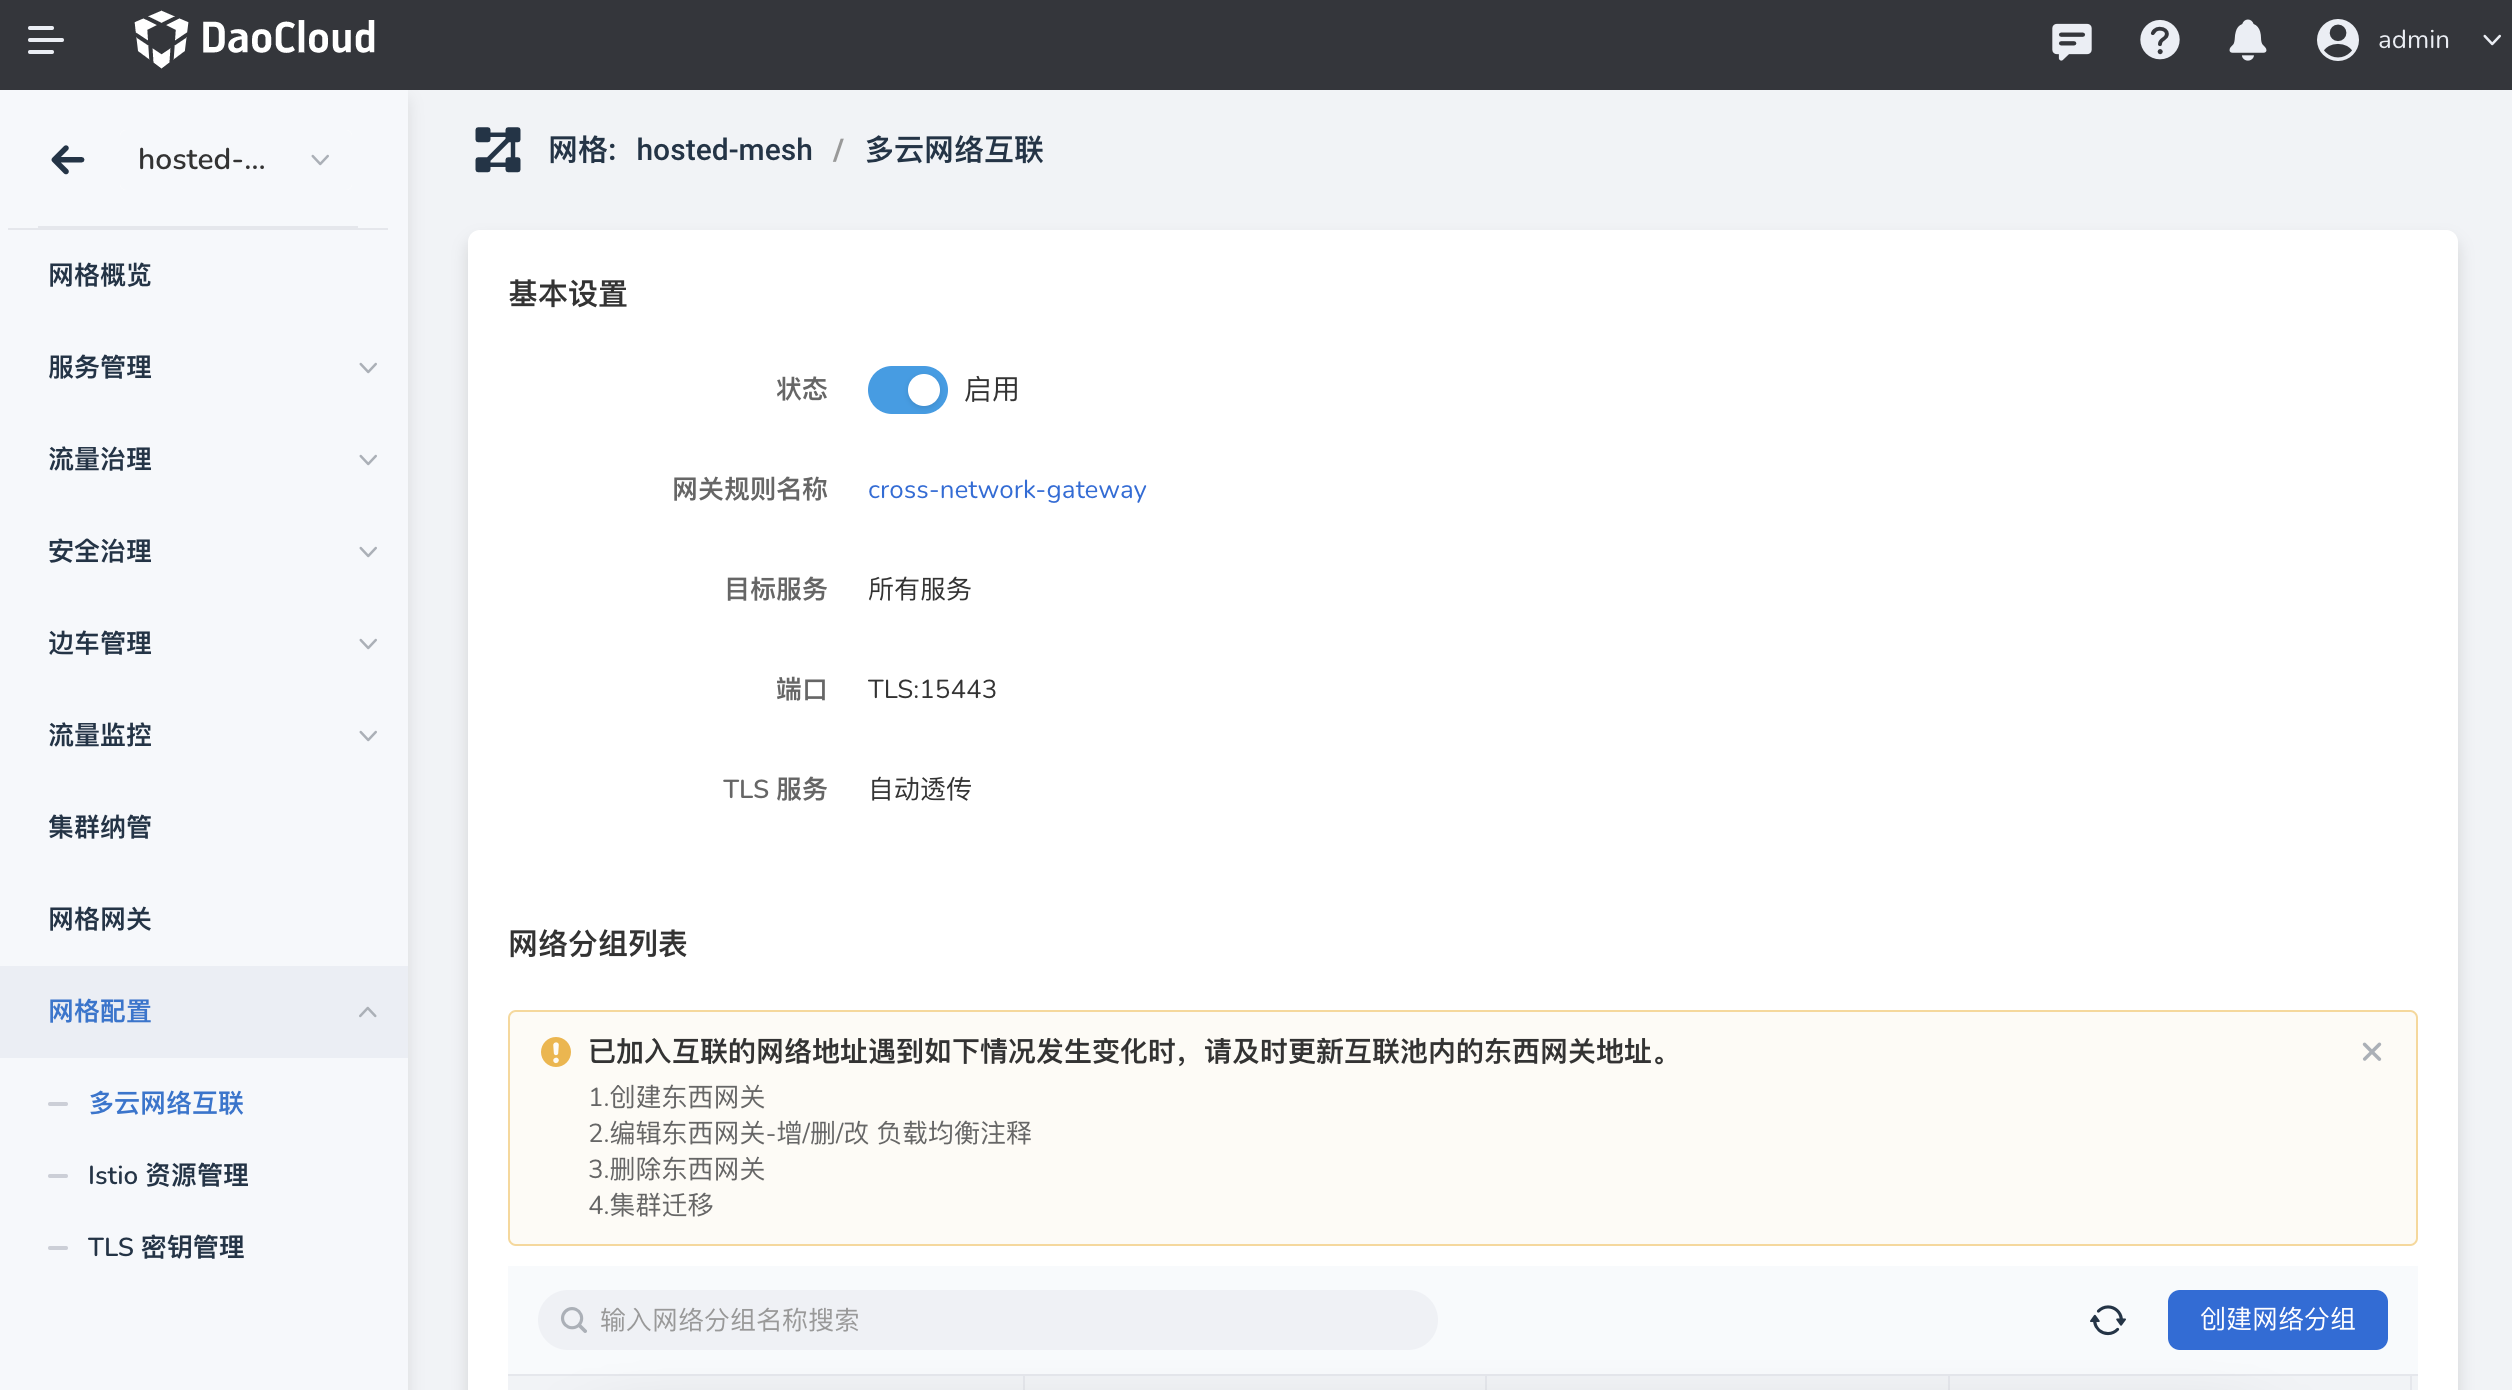 DaoCloud
admin
hosted-...
网格概览
服务管理
流量治理
安全治理
边车管理
流量监控
集群纳管
网格网关
网格配置
多云网络互联
Istio 资源管理
TLS 密钥管理
网格: hosted-mesh / 多云网络互联
基本设置
状态 启用
网关规则名称 cross-network-gateway
目标服务 所有服务
端口 TLS:15443
TLS 服务 自动透传
网络分组列表
已加入互联的网络地址遇到如下情况发生变化时，请及时更新互联池内的东西网关地址。
1.创建东西网关
2.编辑东西网关-增/删/改 负载均衡注释
3.删除东西网关
4.集群迁移
输入网络分组名称搜索
创建网络分组